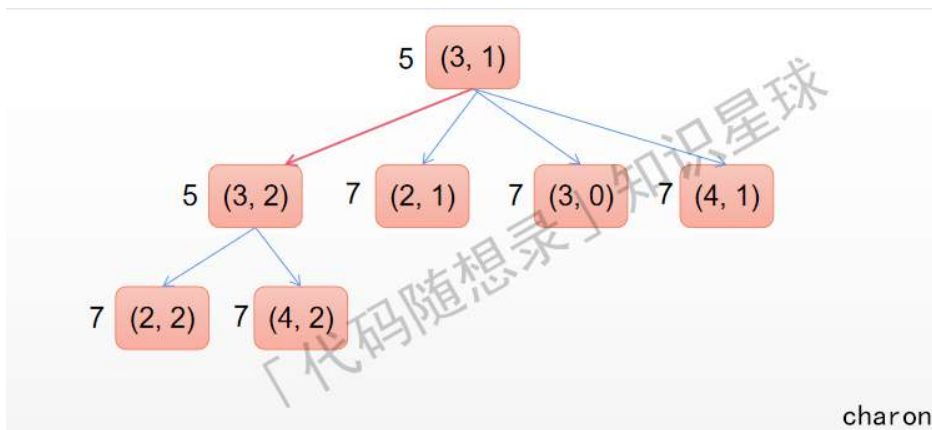 5 (3, 1)
5 (3, 2) 7 (2, 1) 7 (3, 0) 7 (4, 1)
7 (2, 2) 7 (4, 2)
「代码随想录」知识星球
charon